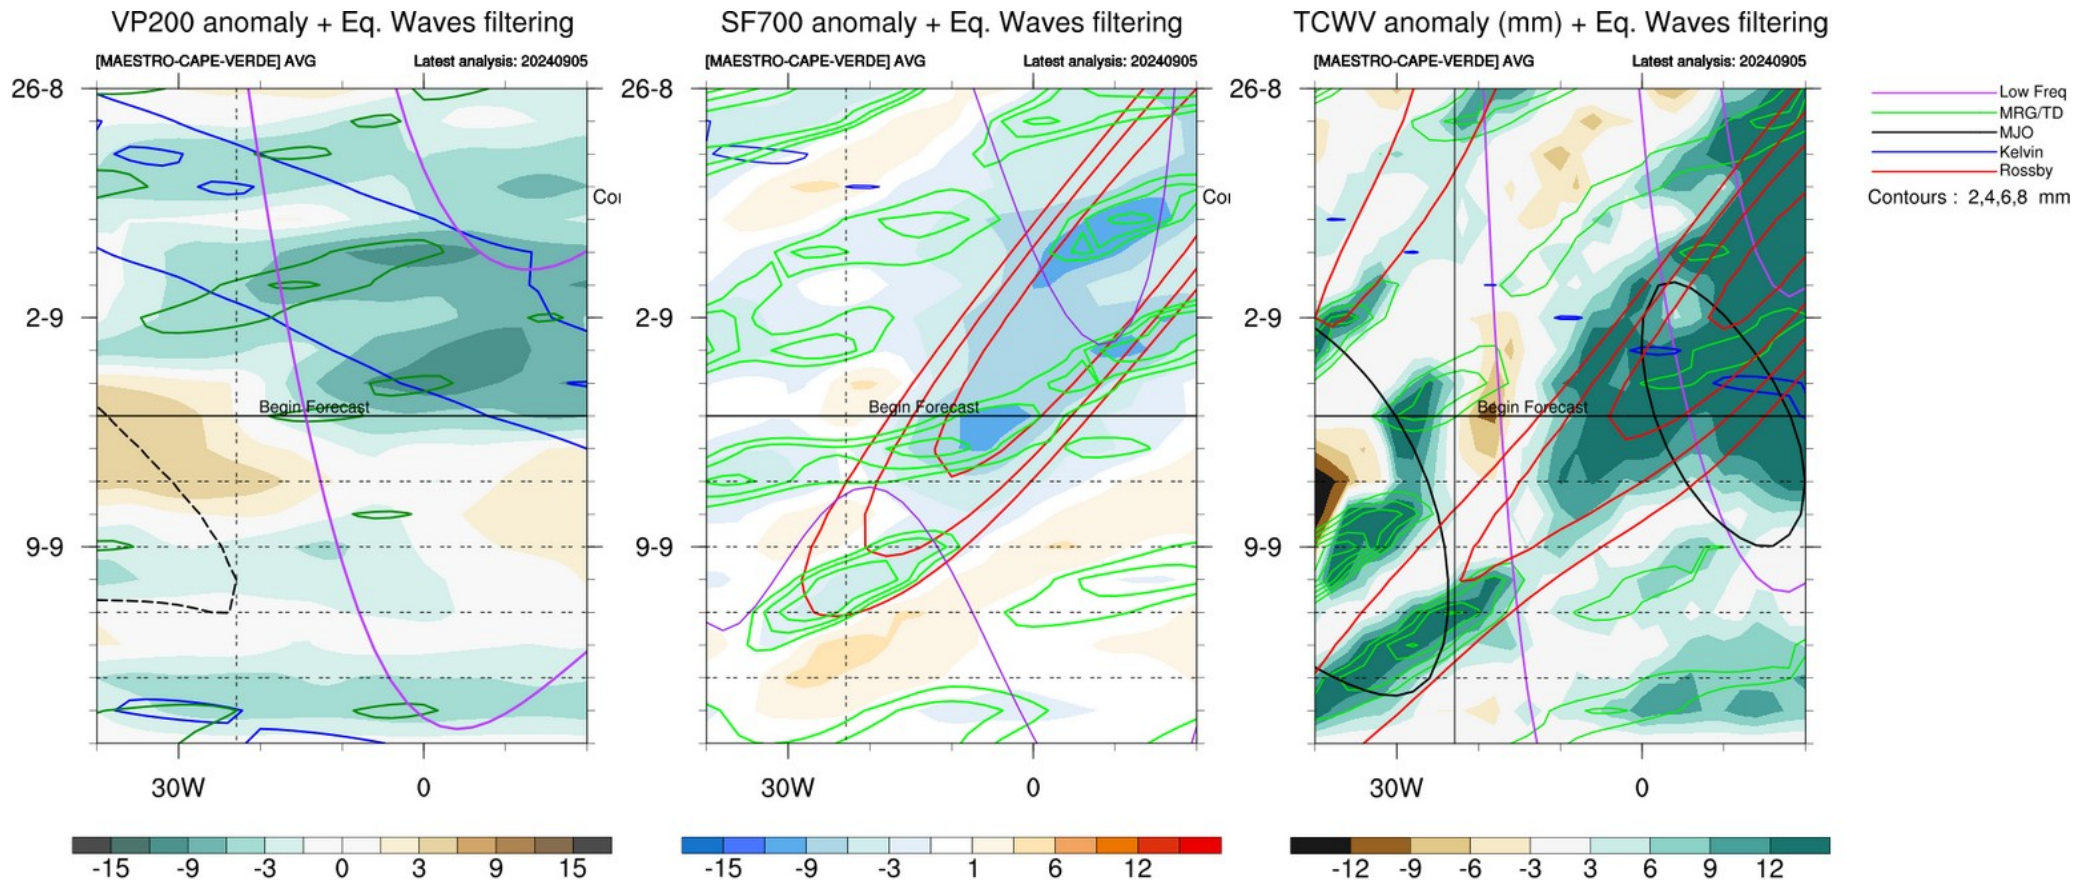 VP200 anomaly + Eq. Waves filtering
[MAESTRO-CAPE-VERDE] AVG Latest analysis: 20240905
26-8
2-9
9-9
Begin Forecast
30W 0
-15 -9 -3 0 3 9 15
Coı
SF700 anomaly + Eq. Waves filtering
[MAESTRO-CAPE-VERDE] AVG Latest analysis: 20240905
26-8
2-9
9-9
Begin Forecast
30W 0
-15 -9 -3 1 6 12
Coı
TCWV anomaly (mm) + Eq. Waves filtering
[MAESTRO-CAPE-VERDE] AVG Latest analysis: 20240905
26-8
2-9
9-9
Begin Forecast
30W 0
-12 -9 -6 -3 3 6 9 12
Low Freq
MRG/TD
MJO
Kelvin
Rossby
Contours : 2,4,6,8 mm